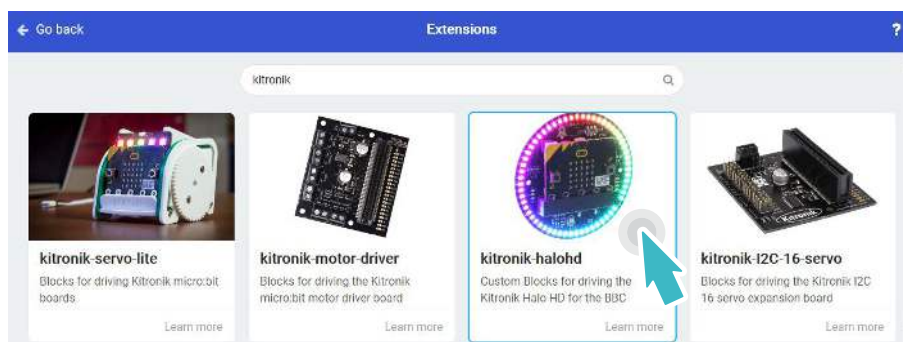 Go back
Extensions
?
kitronik
kitronik-servo-lite
Blocks for driving Kitronik micro:bit
boards
Learn more
kitronik-motor-driver
Blocks for driving the Kitronik
micro:bit motor driver board
Learn more
kitronik-halohd
Custom Blocks for driving the
Kitronik Halo HD for the BBC
Learn more
Kitronik
kitronik-I2C-16-servo
Blocks for driving the Kitronik I2C
16 servo expansion board
Learn more